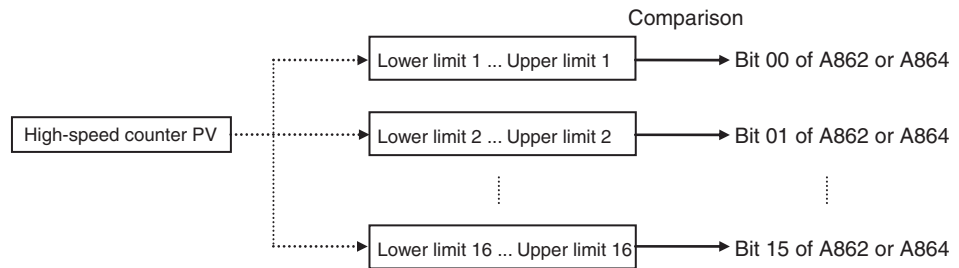 Comparison
Lower limit 1 ... Upper limit 1
Bit 00 of A862 or A864
High-speed counter PV
Lower limit 2 ... Upper limit 2
Bit 01 of A862 or A864
Lower limit 16 ... Upper limit 16
Bit 15 of A862 or A864